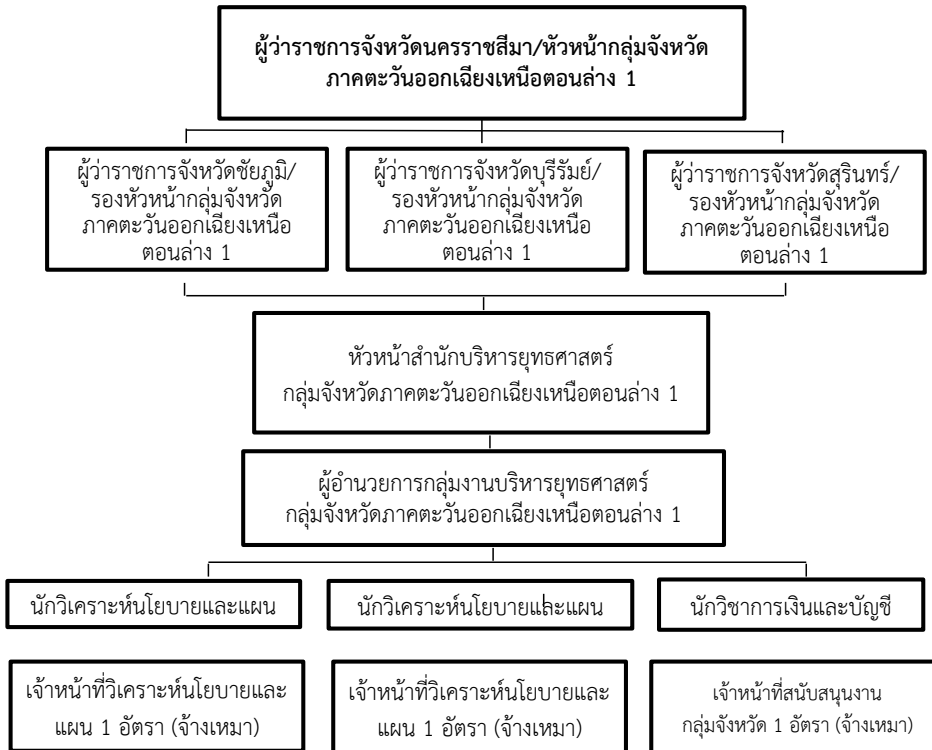 ผู้ว่าราชการจังหวัดนครราชสีมา/หัวหน้ากลุ่มจังหวัด
ภาคตะวันออกเฉียงเหนือตอนล่าง 1
ผู้ว่าราชการจังหวัดชัยภูมิ/
รองหัวหน้ากลุ่มจังหวัด
ภาคตะวันออกเฉียงเหนือ
ตอนล่าง 1
ผู้ว่าราชการจังหวัดบุรีรัมย์/
รองหัวหน้ากลุ่มจังหวัด
ภาคตะวันออกเฉียงเหนือ
ตอนล่าง 1
ผู้ว่าราชการจังหวัดสุรินทร์/
รองหัวหน้ากลุ่มจังหวัด
ภาคตะวันออกเฉียงเหนือ
ตอนล่าง 1
หัวหน้าสำนักบริหารยุทธศาสตร์
กลุ่มจังหวัดภาคตะวันออกเฉียงเหนือตอนล่าง 1
ผู้อำนวยการกลุ่มงานบริหารยุทธศาสตร์
กลุ่มจังหวัดภาคตะวันออกเฉียงเหนือตอนล่าง 1
นักวิเคราะห์นโยบายและแผน
นักวิเคราะห์นโยบายและแผน
นักวิชาการเงินและบัญชี
เจ้าหน้าที่วิเคราะห์นโยบายและ
แผน 1 อัตรา (จ้างเหมา)
เจ้าหน้าที่วิเคราะห์นโยบายและ
แผน 1 อัตรา (จ้างเหมา)
เจ้าหน้าที่สนับสนุนงาน
กลุ่มจังหวัด 1 อัตรา (จ้างเหมา)